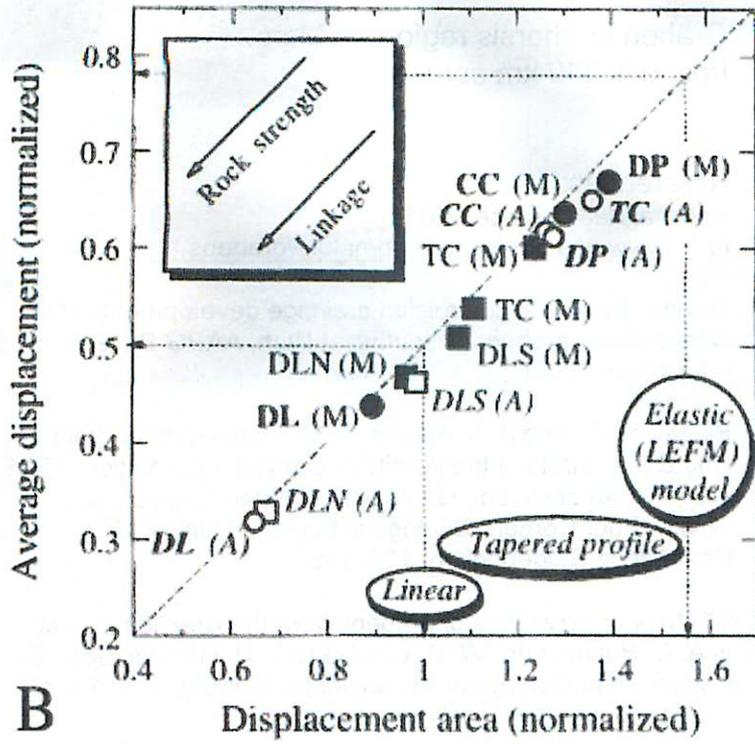 Average displacement (normalized)
0.8
0.7
0.6
0.5
0.4
0.3
0.2
Rock strength
Linkage
DP (M)
CC (M)
TC (A)
CC (A)
TC (M)
DP (A)
TC (M)
DLS (M)
DLN (M)
DLS (A)
DL (M)
DLN (A)
DL (A)
Elastic
(LEFM)
model
Tapered profile
Linear
0.4
0.6
0.8
1
1.2
1.4
1.6
B
Displacement area (normalized)